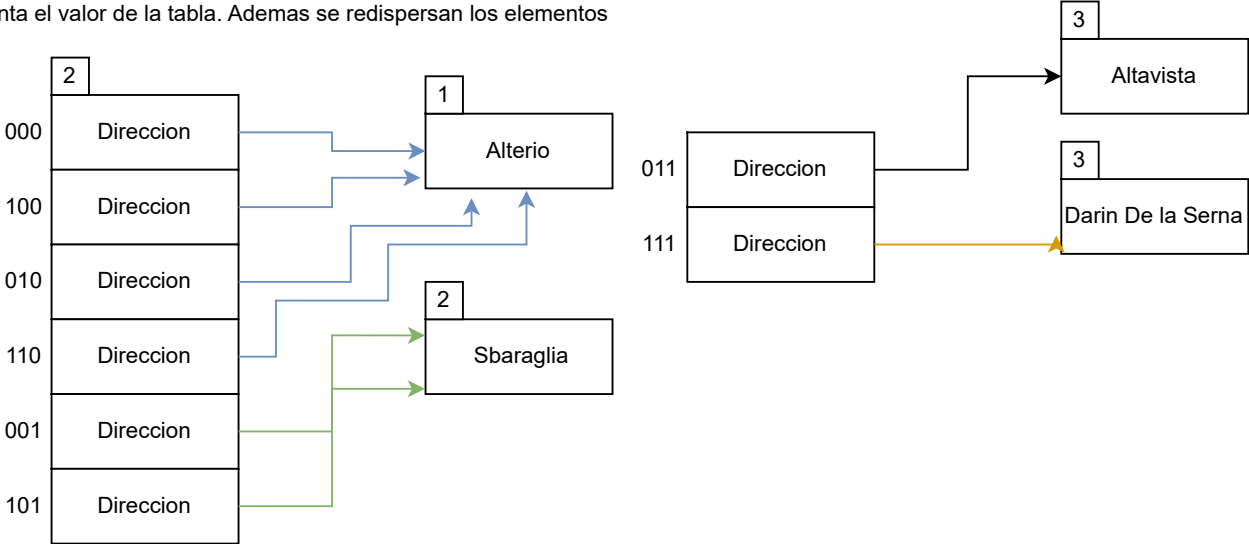 nta el valor de la tabla. Ademas se redispersan los elementos
2
000 Direccion
100 Direccion
010 Direccion
110 Direccion
001 Direccion
101 Direccion
1
Alterio
2
Sbaraglia
011 Direccion
111 Direccion
3
Altavista
3
Darin De la Serna